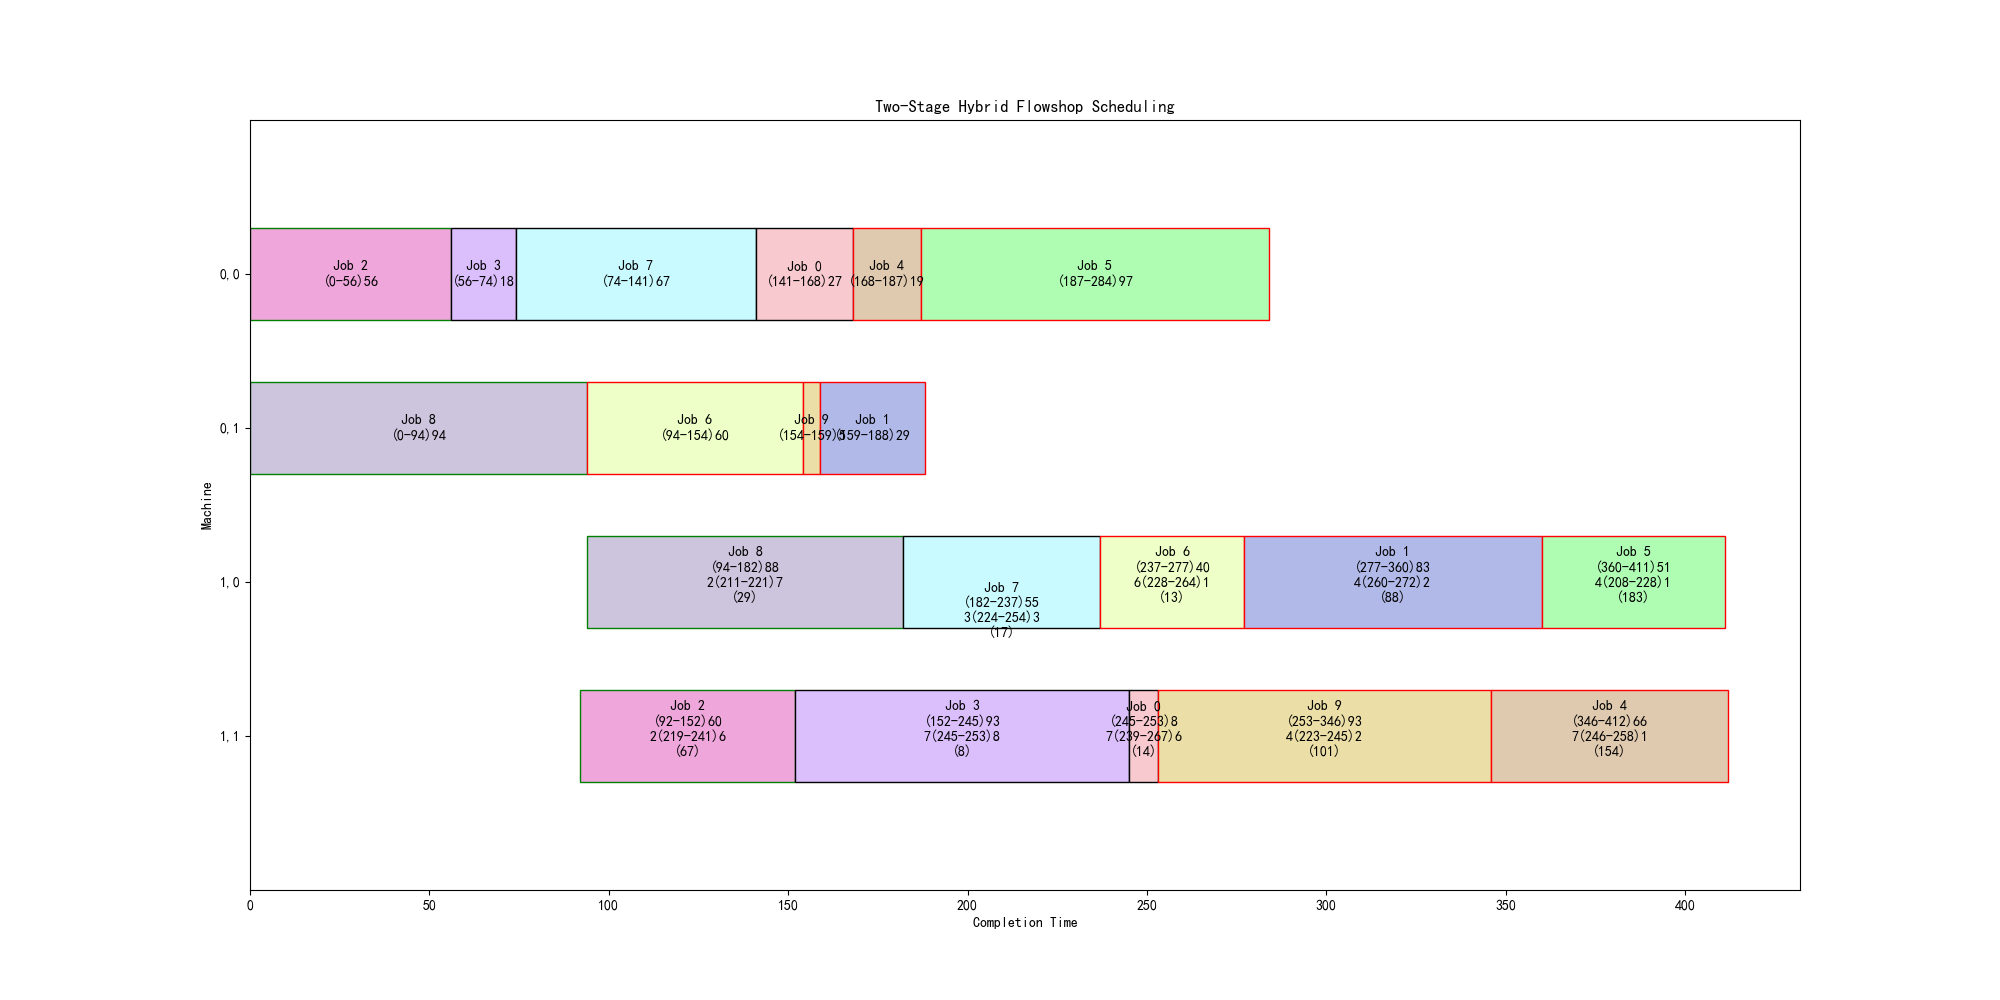 Two-Stage Hybrid Flowshop Scheduling
0,0
Job 2
(0-56)56
Job 3
(56-74)18
Job 7
(74-141)67
Job 0
(141-168)27
Job 4
(168-187)19
Job 5
(187-284)97
0,1
Job 8
(0-94)94
Job 6
(94-154)60
Job 9
(154-159)5
Job 1
(159-188)29
Machine
1,0
Job 8
(94-182)88
2(211-221)7
(29)
Job 7
(182-237)55
3(224-254)3
(17)
Job 6
(237-277)40
6(228-264)1
(13)
Job 1
(277-360)83
4(260-272)2
(88)
Job 5
(360-411)51
4(208-228)1
(183)
1,1
Job 2
(92-152)60
2(219-241)6
(67)
Job 3
(152-245)93
7(245-253)8
(8)
Job 0
(245-253)8
7(239-267)6
(14)
Job 9
(253-346)93
4(223-245)2
(101)
Job 4
(346-412)66
7(246-258)1
(154)
0 50 100 150 200 250 300 350 400
Completion Time